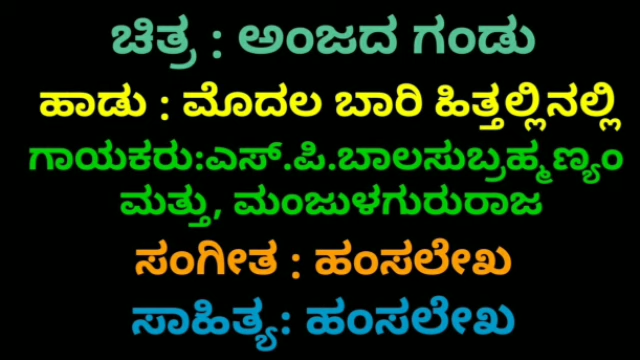 ಚಿತ್ರ : ಅಂಜದ ಗಂಡು
ಹಾಡು : ಮೊದಲ ಬಾರಿ ಹಿತ್ತಲ್ಲಿನಲ್ಲಿ
ಗಾಯಕರು:ಎಸ್.ಪಿ.ಬಾಲಸುಬ್ರಹ್ಮಣ್ಯಂ
ಮತ್ತು, ಮಂಜುಳಗುರುರಾಜ
ಸಂಗೀತ : ಹಂಸಲೇಖ
ಸಾಹಿತ್ಯ: ಹಂಸಲೇಖ